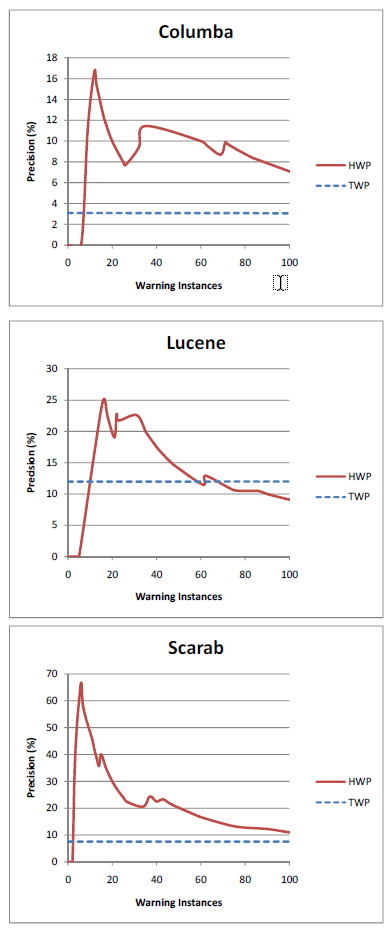 Columba
18
16
14
12
10
8
6
4
2
0
Precision (%)
0 20 40 60 80 100
Warning Instances
HWP
TWP
Lucene
30
25
20
15
10
5
0
Precision (%)
0 20 40 60 80 100
Warning Instances
HWP
TWP
Scarab
70
60
50
40
30
20
10
0
Precision (%)
0 20 40 60 80 100
Warning Instances
HWP
TWP